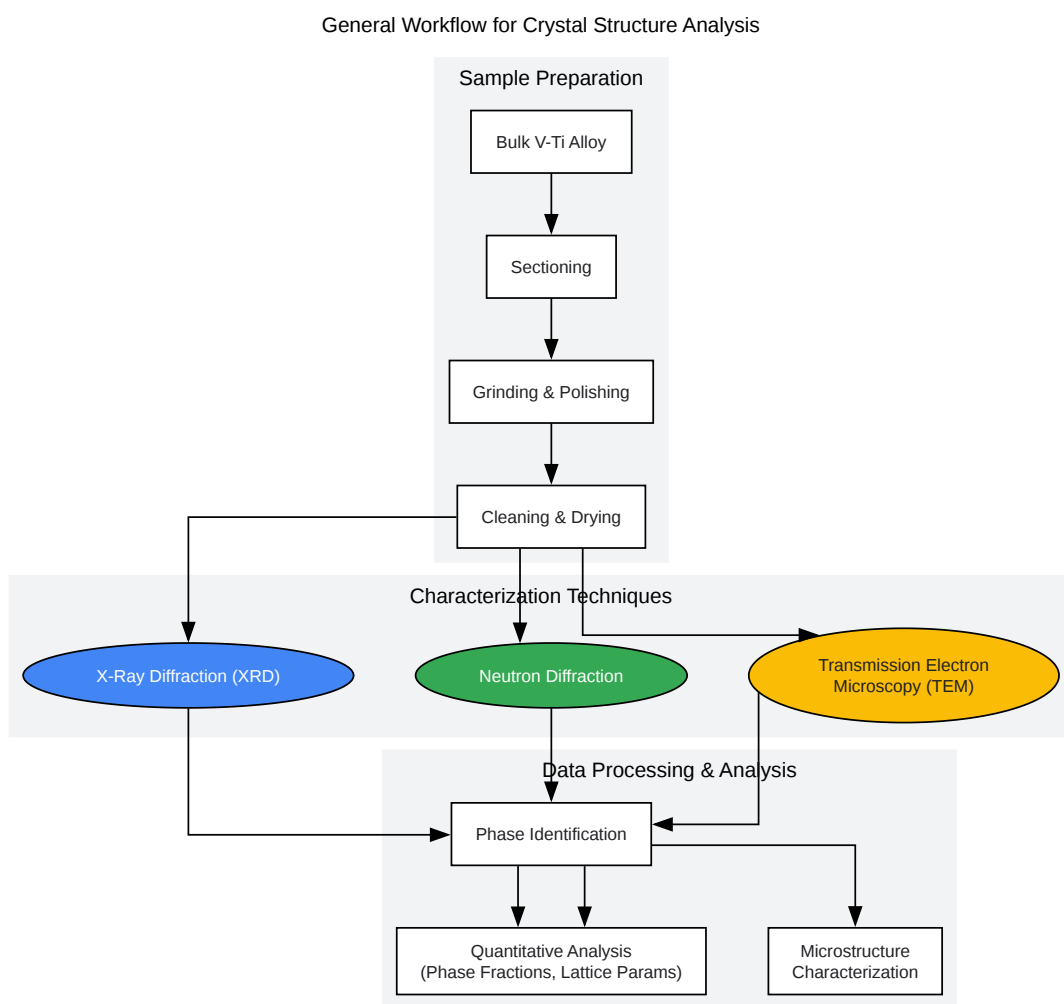 General Workflow for Crystal Structure Analysis
Sample Preparation
Bulk V-Ti Alloy
Sectioning
Grinding & Polishing
Cleaning & Drying
Characterization Techniques
X-Ray Diffraction (XRD)
Neutron Diffraction
Transmission Electron
Microscopy (TEM)
Data Processing & Analysis
Phase Identification
Quantitative Analysis
(Phase Fractions, Lattice Params)
Microstructure
Characterization